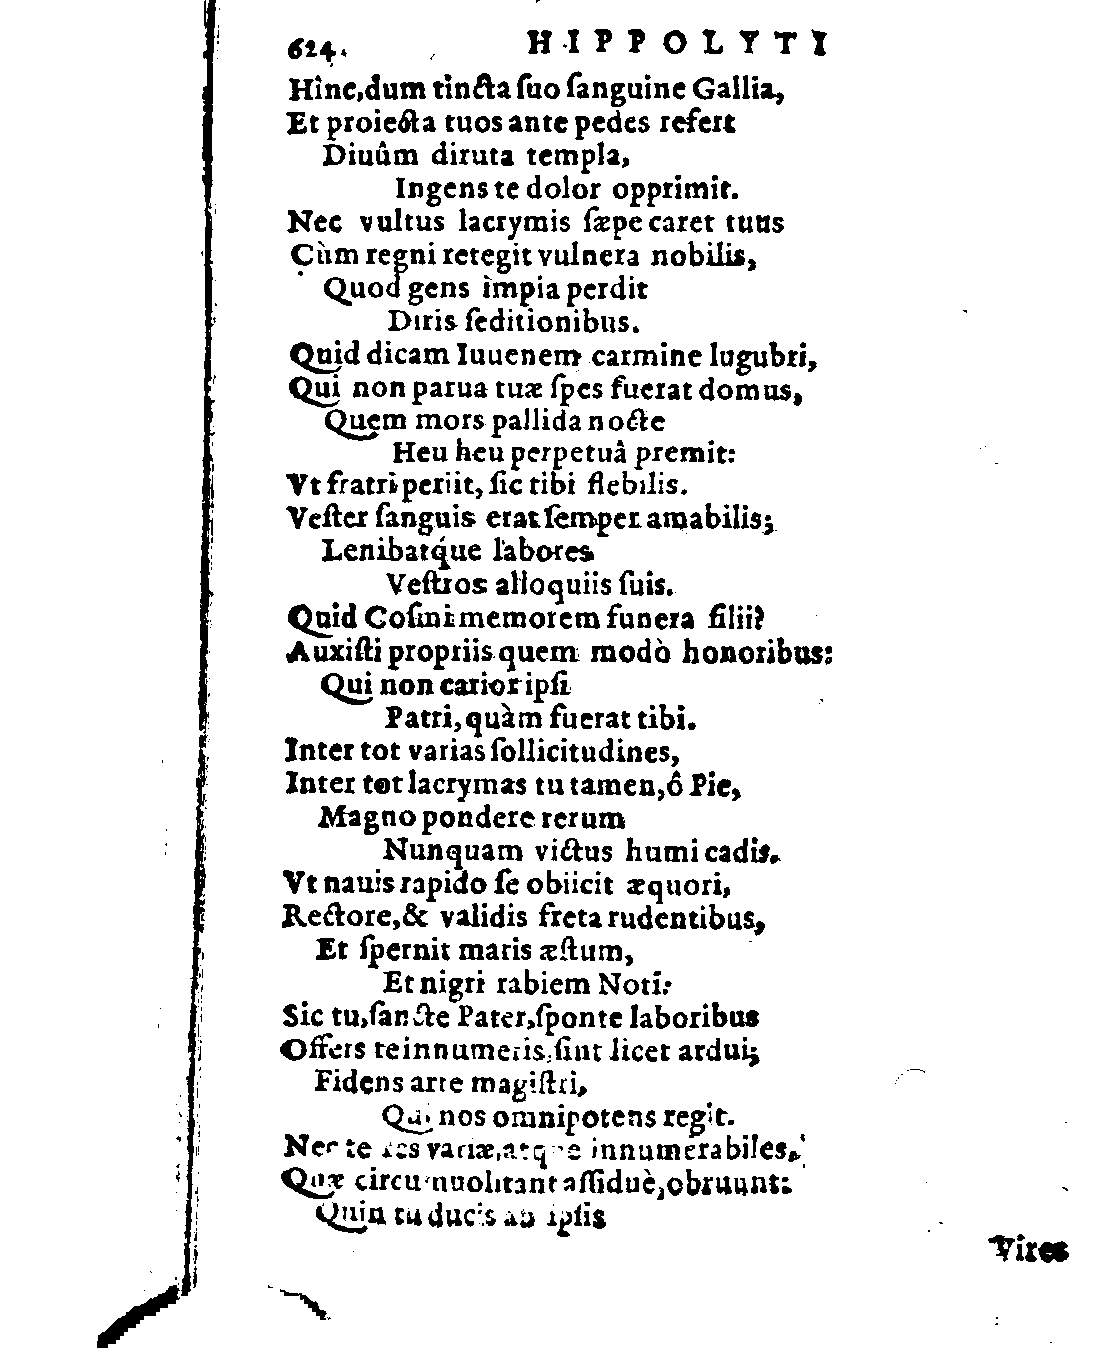 624. HIPPOLYTI
Hînc, dum tincta ſuo ſanguine Gallia,
Et proiecta tuos ante pedes refert
Diuûm diruta templa,
Ingens te dolor opprimit.
Nec vultus lacrymis ſæpe caret tuus
Cùm regni retegit vulnera nobilis,
Quod gens impia perdit
Diris ſeditionibus.
Quid dicam Iuuenem carmine lugubri,
Qui non parua tuæ ſpes fuerat domus,
Quem mors pallida nocte
Heu heu perpetuâ premit:
Vt fratri periit, ſic tibi flebilis.
Veſter ſanguis erat ſemper amabilis;
Lenibatq́ue labores
Veſtros alloquiis ſuis.
Quid Coſmi memorem funera filii?
Auxiſti propriis quem modò honoribus:
Qui non carior ipſi
Patri, quàm fuerat tibi.
Inter tot varias ſollicitudines,
Inter tot lacrymas tu tamen, ô Pie,
Magno pondere rerum
Nunquam victus humi cadis.
Vt nauis rapido ſe obiicit æquori,
Rectore, & validis freta rudentibus,
Et ſpernit maris æſtum,
Et nigri rabiem Noti:
Sic tu, ſancte Pater, ſponte laboribus
Offers te innumeris, ſint licet ardui;
Fidens arte magiſtri,
Qui nos omnipotens regit.
Nec te res variæ, atque innumerabiles,
Quæ circumuolitant aſſiduè, obruunt:
Quin tu ducis ab ipſis
Vires